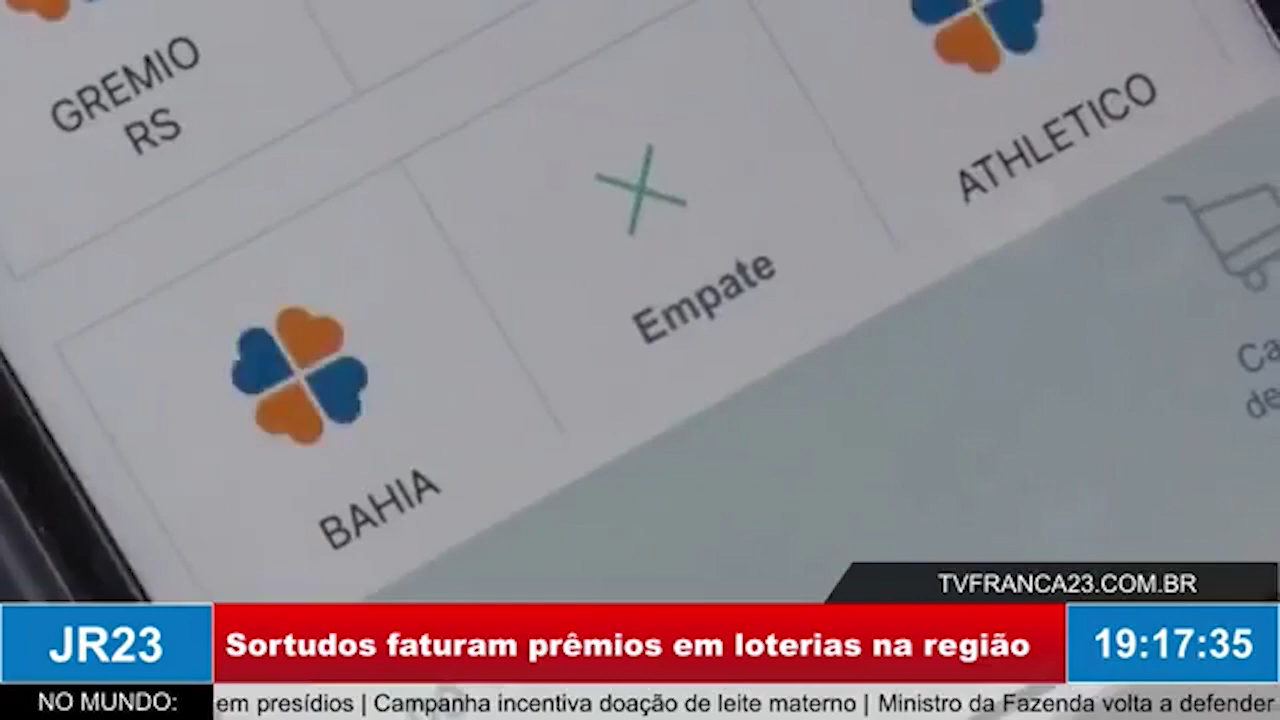 GREMIO
RS
ATHLETICO
Empate
BAHIA
TVFRANCA23.COM.BR
JR23
Sortudos faturam prêmios em loterias na região
19:17:35
NO MUNDO:
em presídios | Campanha incentiva doação de leite materno | Ministro da Fazenda volta a defender